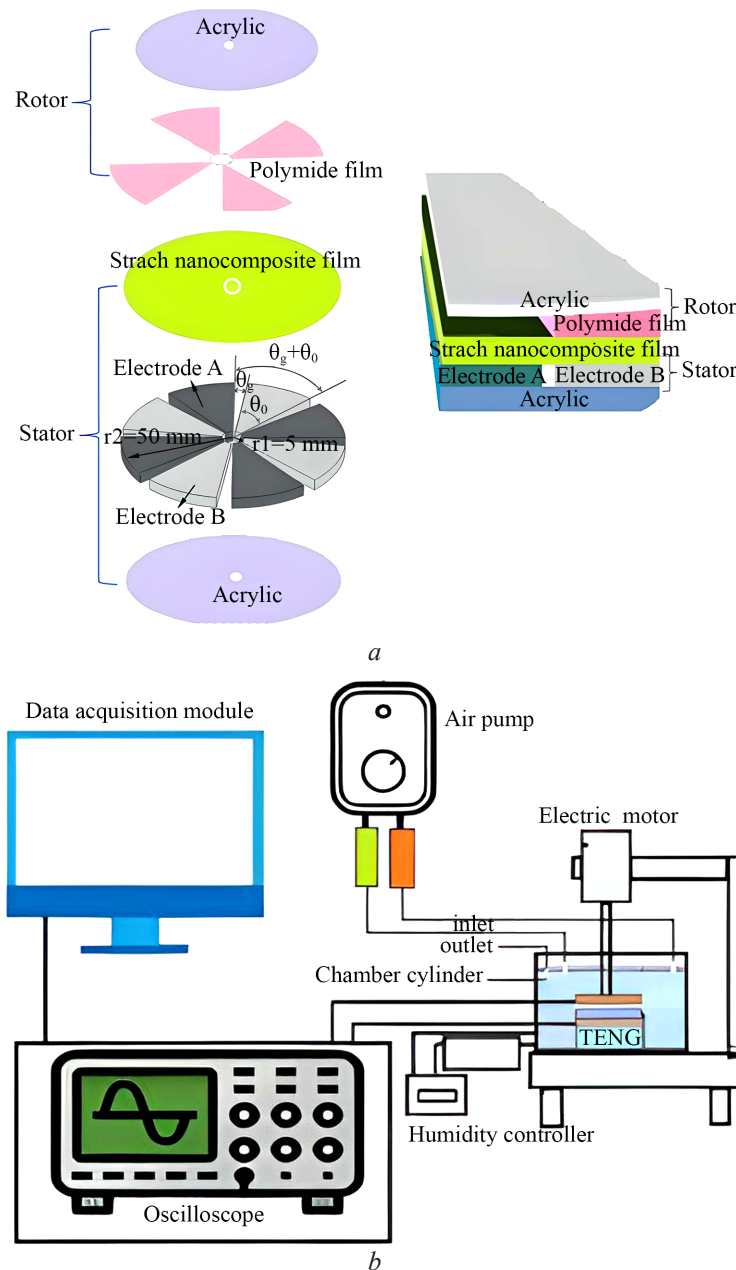 Acrylic
Rotor
Polymide film
Strach nanocomposite film
θg+θ0
Electrode A
θg
θ0
Stator
r2=50 mm
r1=5 mm
Electrode B
Acrylic
Acrylic
Rotor
Polymide film
Strach nanocomposite film
Stator
Electrode A
Electrode B
Acrylic
a
Data acquisition module
Air pump
Electric motor
inlet
outlet
Chamber cylinder
TENG
Humidity controller
Oscilloscope
b